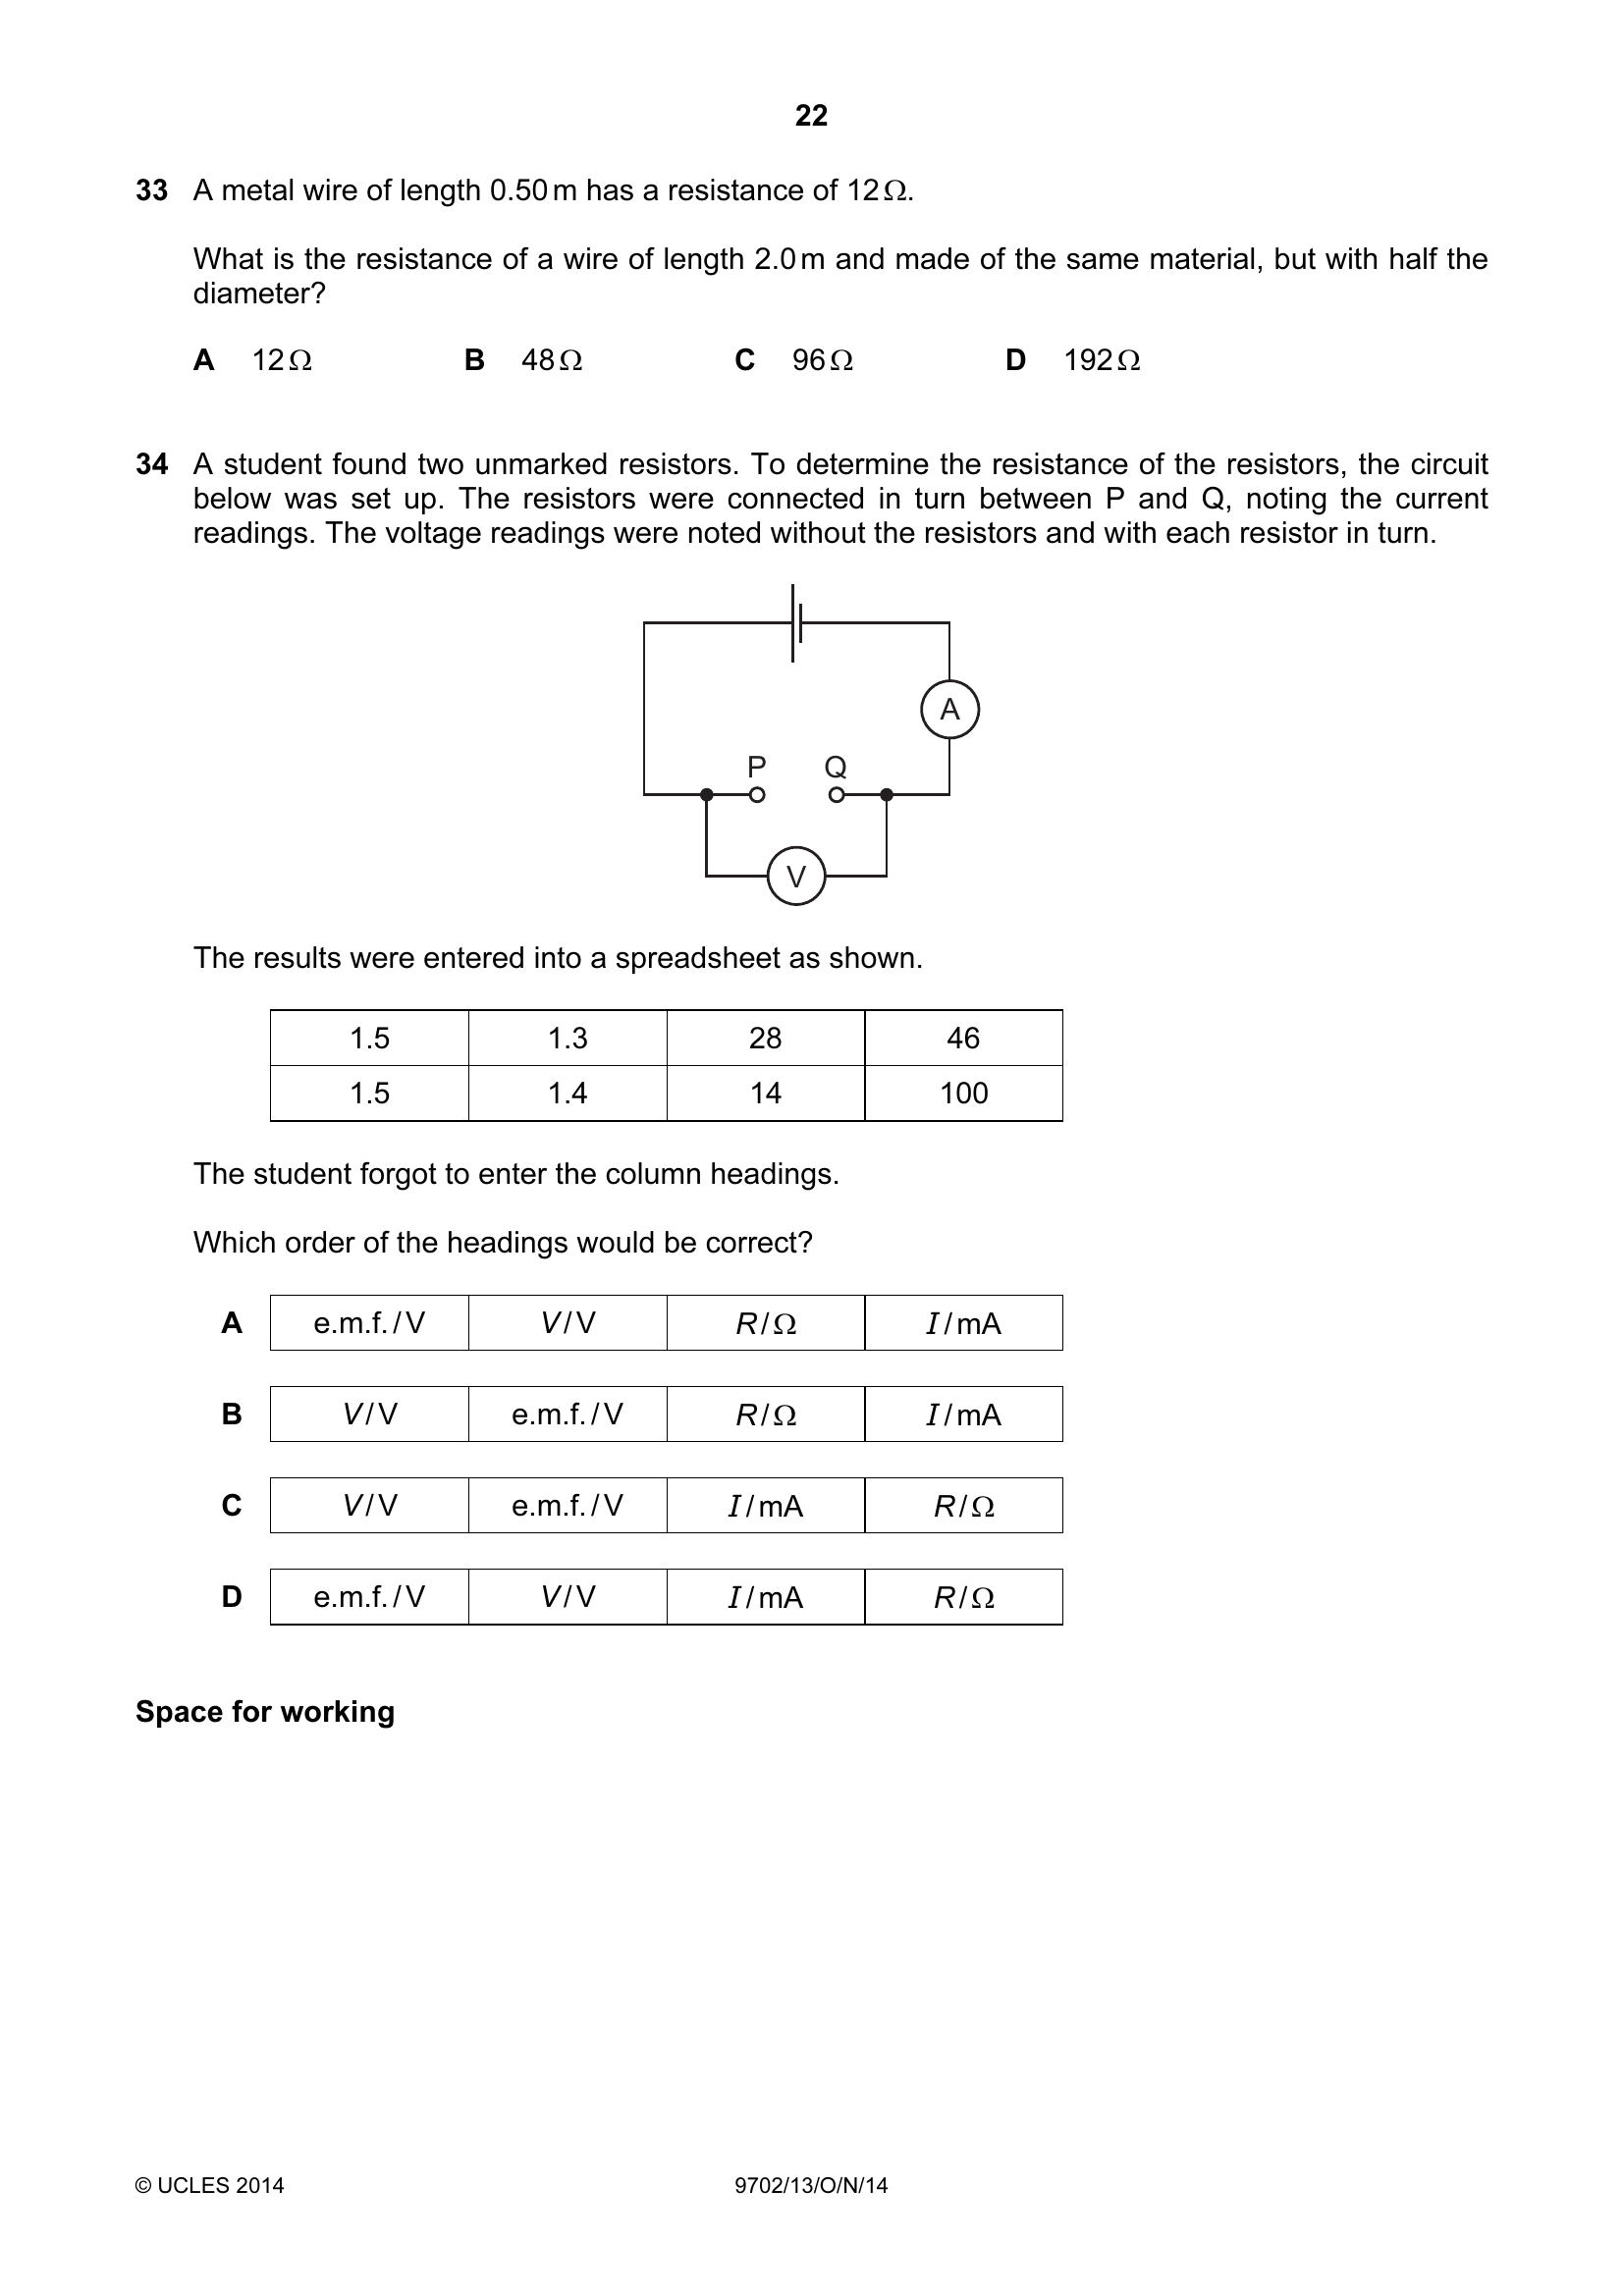 22
33 A metal wire of length 0.50 m has a resistance of 12 Ω.
What is the resistance of a wire of length 2.0 m and made of the same material, but with half the
diameter?
A 12 Ω B 48 Ω C 96 Ω D 192 Ω
34 A student found two unmarked resistors. To determine the resistance of the resistors, the circuit
below was set up. The resistors were connected in turn between P and Q, noting the current
readings. The voltage readings were noted without the resistors and with each resistor in turn.
A
P Q
V
The results were entered into a spreadsheet as shown.
1.5 1.3 28 46
1.5 1.4 14 100
The student forgot to enter the column headings.
Which order of the headings would be correct?
A e.m.f. / V V / V R / Ω I / mA
B V / V e.m.f. / V R / Ω I / mA
C V / V e.m.f. / V I / mA R / Ω
D e.m.f. / V V / V I / mA R / Ω
Space for working
© UCLES 2014 9702/13/O/N/14